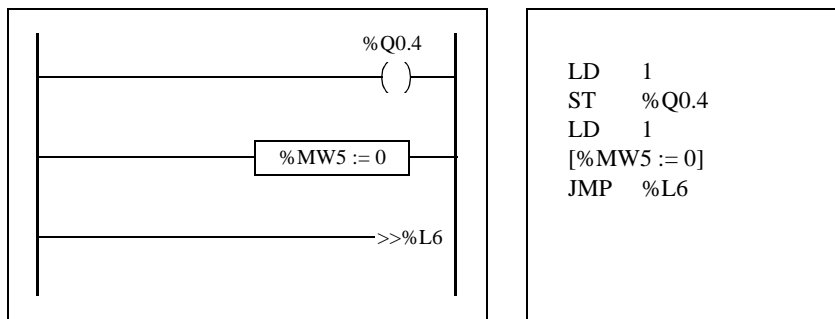 %Q0.4
( )
%MW5 := 0
>>%L6
LD 1
ST %Q0.4
LD 1
[%MW5 := 0]
JMP %L6